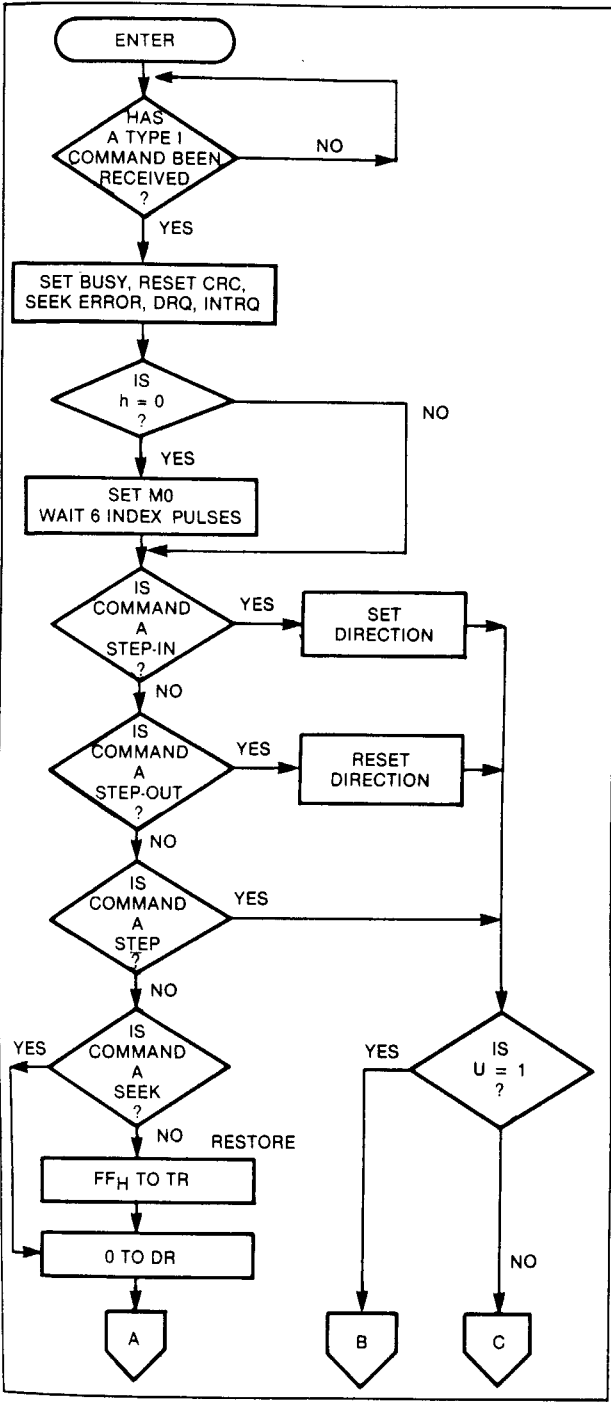 ENTER
HAS
A TYPE I
COMMAND BEEN
RECEIVED
?
NO
YES
SET BUSY, RESET CRC,
SEEK ERROR, DRQ, INTRQ
IS
h = 0
?
NO
YES
SET MO
WAIT 6 INDEX PULSES
IS
COMMAND
A
STEP-IN
?
YES
SET
DIRECTION
NO
IS
COMMAND
A
STEP-OUT
?
YES
RESET
DIRECTION
NO
IS
COMMAND
A
STEP
?
YES
NO
IS
COMMAND
A
SEEK
?
YES
IS
U = 1
?
YES
NO
RESTORE
FFH TO TR
0 TO DR
NO
A
B
C